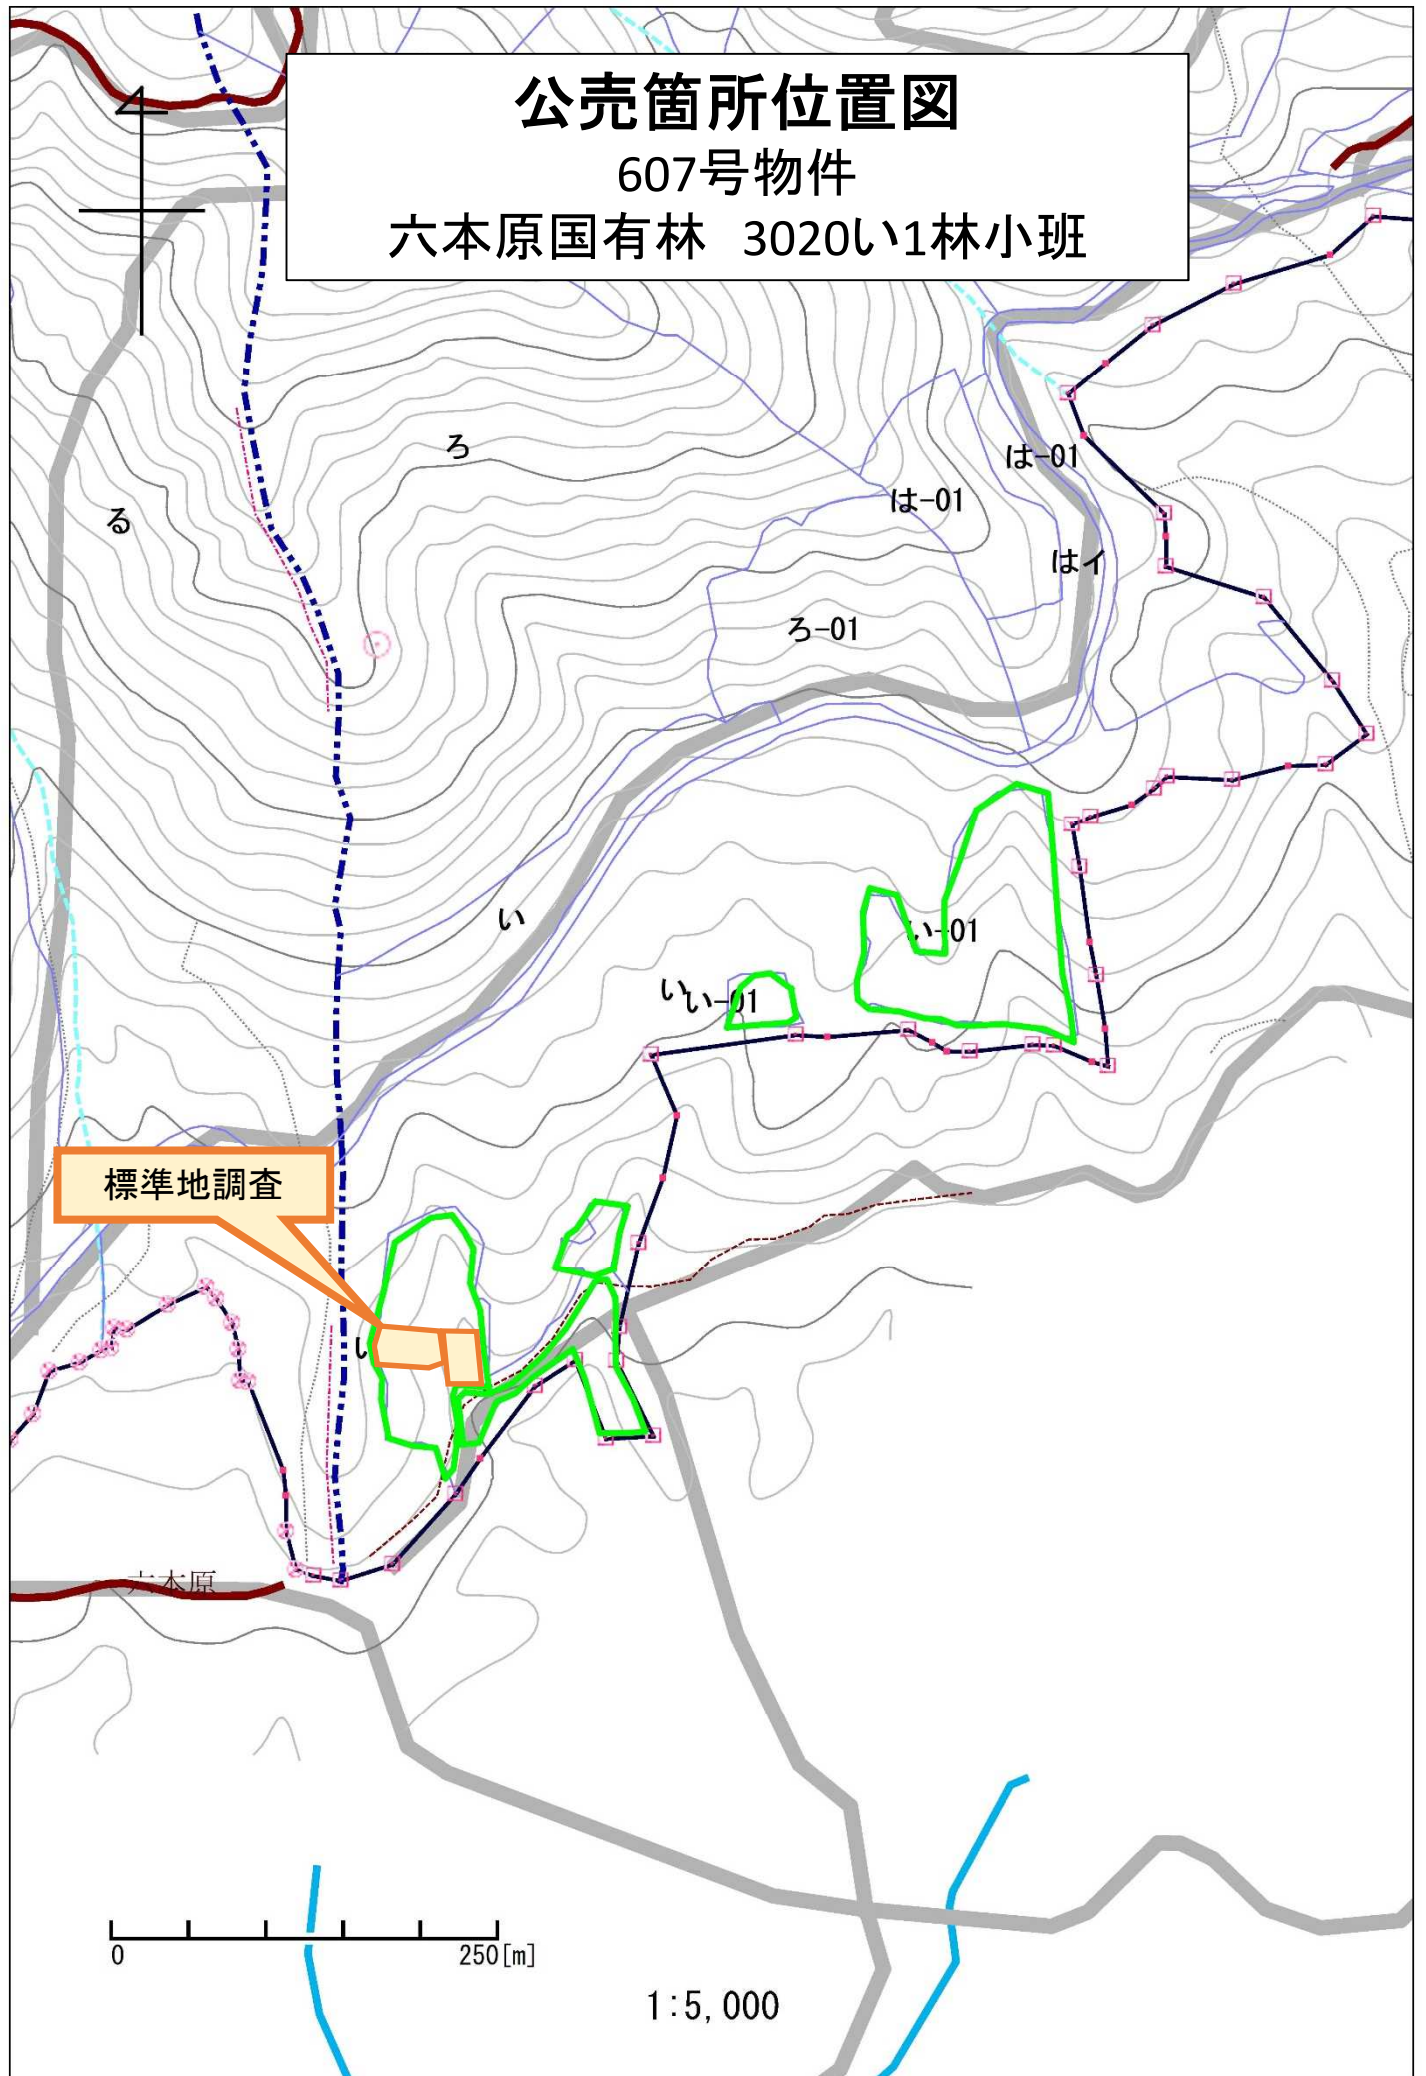 公売箇所位置図
607号物件
六本原国有林　3020い1林小班
ろ
は-01
は-01
る
はイ
ろ-01
い
い-01
い
い-01
標準地調査
い
六本原
0 250[m]
1:5,000